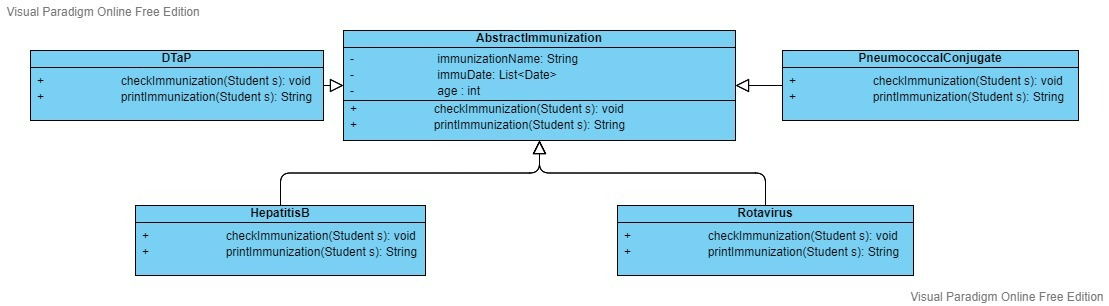 Visual Paradigm Online Free Edition
AbstractImmunization
- immunizationName: String
- immuDate: List<Date>
- age : int
+ checkImmunization(Student s): void
+ printImmunization(Student s): String
DTaP
+ checkImmunization(Student s): void
+ printImmunization(Student s): String
PneumococcalConjugate
+ checkImmunization(Student s): void
+ printImmunization(Student s): String
HepatitisB
+ checkImmunization(Student s): void
+ printImmunization(Student s): String
Rotavirus
+ checkImmunization(Student s): void
+ printImmunization(Student s): String
Visual Paradigm Online Free Edition